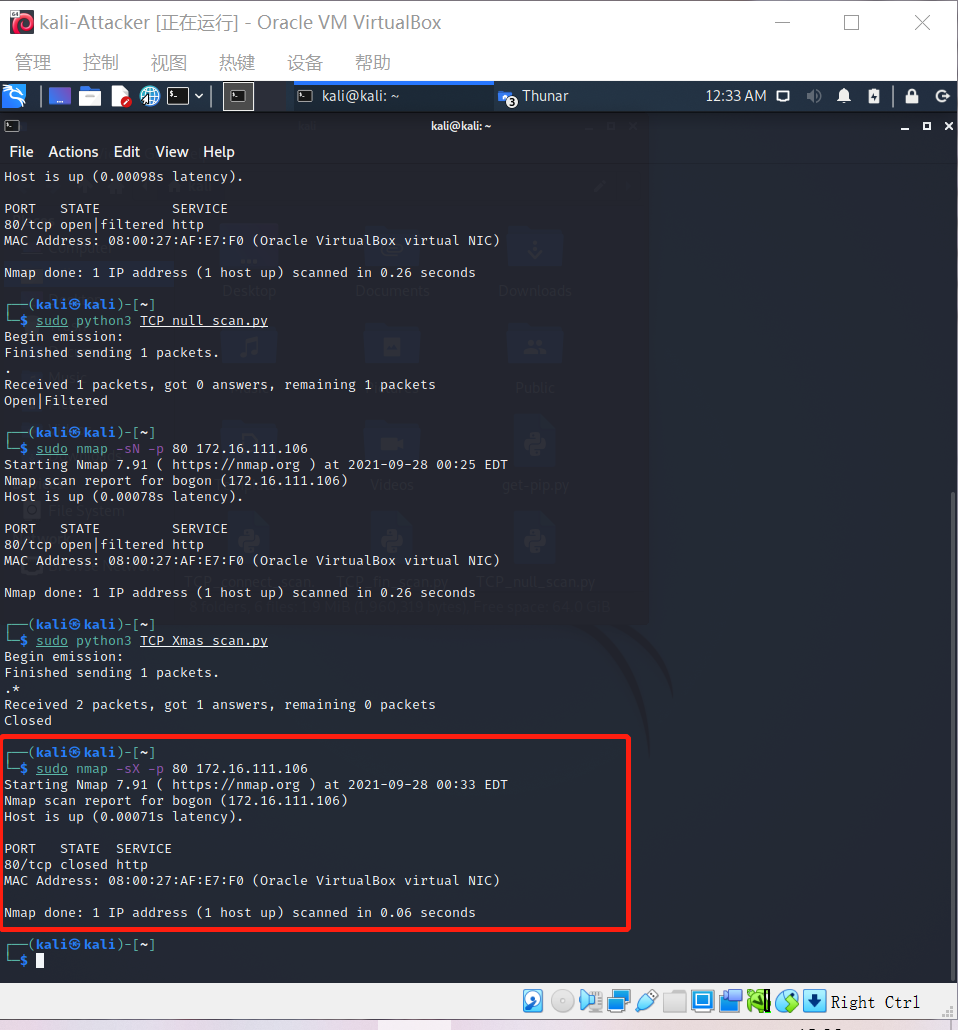 kali-Attacker [正在运行] - Oracle VM VirtualBox
管理 控制 视图 热键 设备 帮助
kali@kali: ~ 3 Thunar 12:33 AM
kali@kali: ~
File Actions Edit View Help
Host is up (0.00098s latency).
PORT STATE SERVICE
80/tcp open|filtered http
MAC Address: 08:00:27:AF:E7:F0 (Oracle VirtualBox virtual NIC)
Nmap done: 1 IP address (1 host up) scanned in 0.26 seconds
Desktop Documents Downloads
┌──(kali㉿kali)-[~]
└─$ sudo python3 TCP_null_scan.py
Begin emission:
Finished sending 1 packets.
.
Received 1 packets, got 0 answers, remaining 1 packets
Open|Filtered
┌──(kali㉿kali)-[~]
└─$ sudo nmap -sN -p 80 172.16.111.106
Starting Nmap 7.91 ( https://nmap.org ) at 2021-09-28 00:25 EDT
Nmap scan report for bogon (172.16.111.106)
Videos get-pip.py
Host is up (0.00078s latency).
File System
PORT STATE SERVICE
80/tcp open|filtered http
MAC Address: 08:00:27:AF:E7:F0 (Oracle VirtualBox virtual NIC)
Nmap done: 1 IP address (1 host up) scanned in 0.26 seconds
┌──(kali㉿kali)-[~]
└─$ sudo python3 TCP_Xmas_scan.py
Begin emission:
Finished sending 1 packets.
.*
Received 2 packets, got 1 answers, remaining 0 packets
Closed
┌──(kali㉿kali)-[~]
└─$ sudo nmap -sX -p 80 172.16.111.106
Starting Nmap 7.91 ( https://nmap.org ) at 2021-09-28 00:33 EDT
Nmap scan report for bogon (172.16.111.106)
Host is up (0.00071s latency).
PORT STATE SERVICE
80/tcp closed http
MAC Address: 08:00:27:AF:E7:F0 (Oracle VirtualBox virtual NIC)
Nmap done: 1 IP address (1 host up) scanned in 0.06 seconds
┌──(kali㉿kali)-[~]
└─$
Right Ctrl